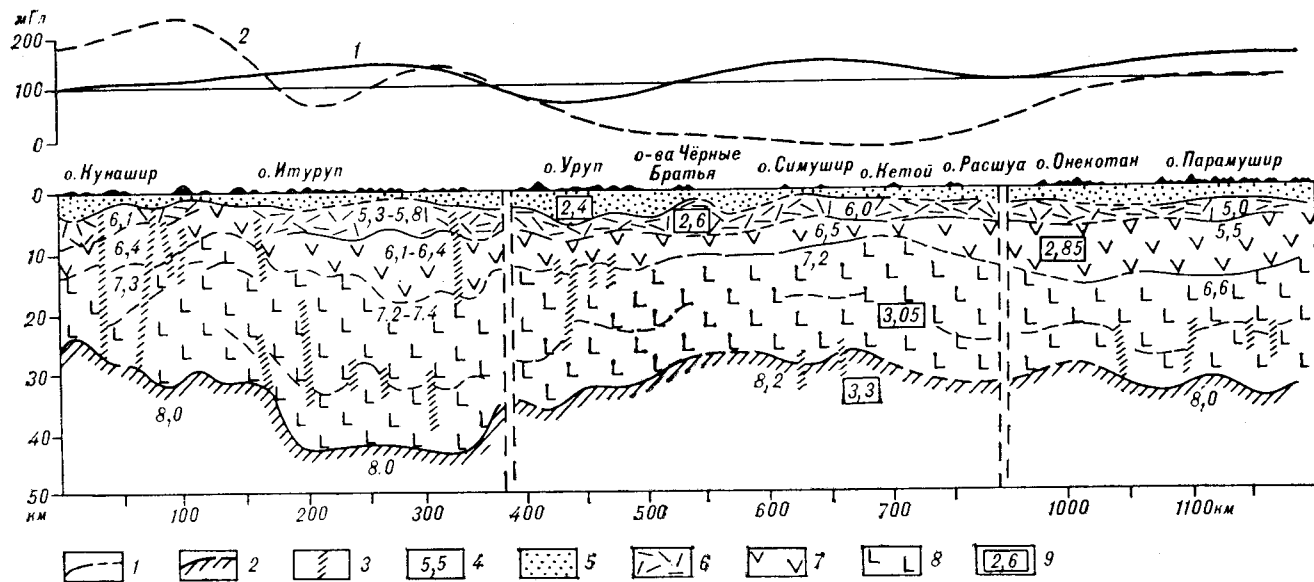 мГл
200
100
0
2
1
о-ва Чёрные
о. Кунашир о. Итуруп о. Уруп Братья о. Симушир о. Кетой о. Расшуа о. Онекотан о. Парамушир
0
10
20
30
40
50
км
6,1 5,3-5,8 2,4 2,6 6,0 5,0
6,4 6,1-6,4 6,5 2,85 5,5
7,3 7,2-7,4 7,2 6,6
3,05
8,0 8,2 3,3 8,0
8.0
100 200 300 400 500 600 700 1000 1100км
1 2 3 5,5 4 5 6 7 8 2,6 9